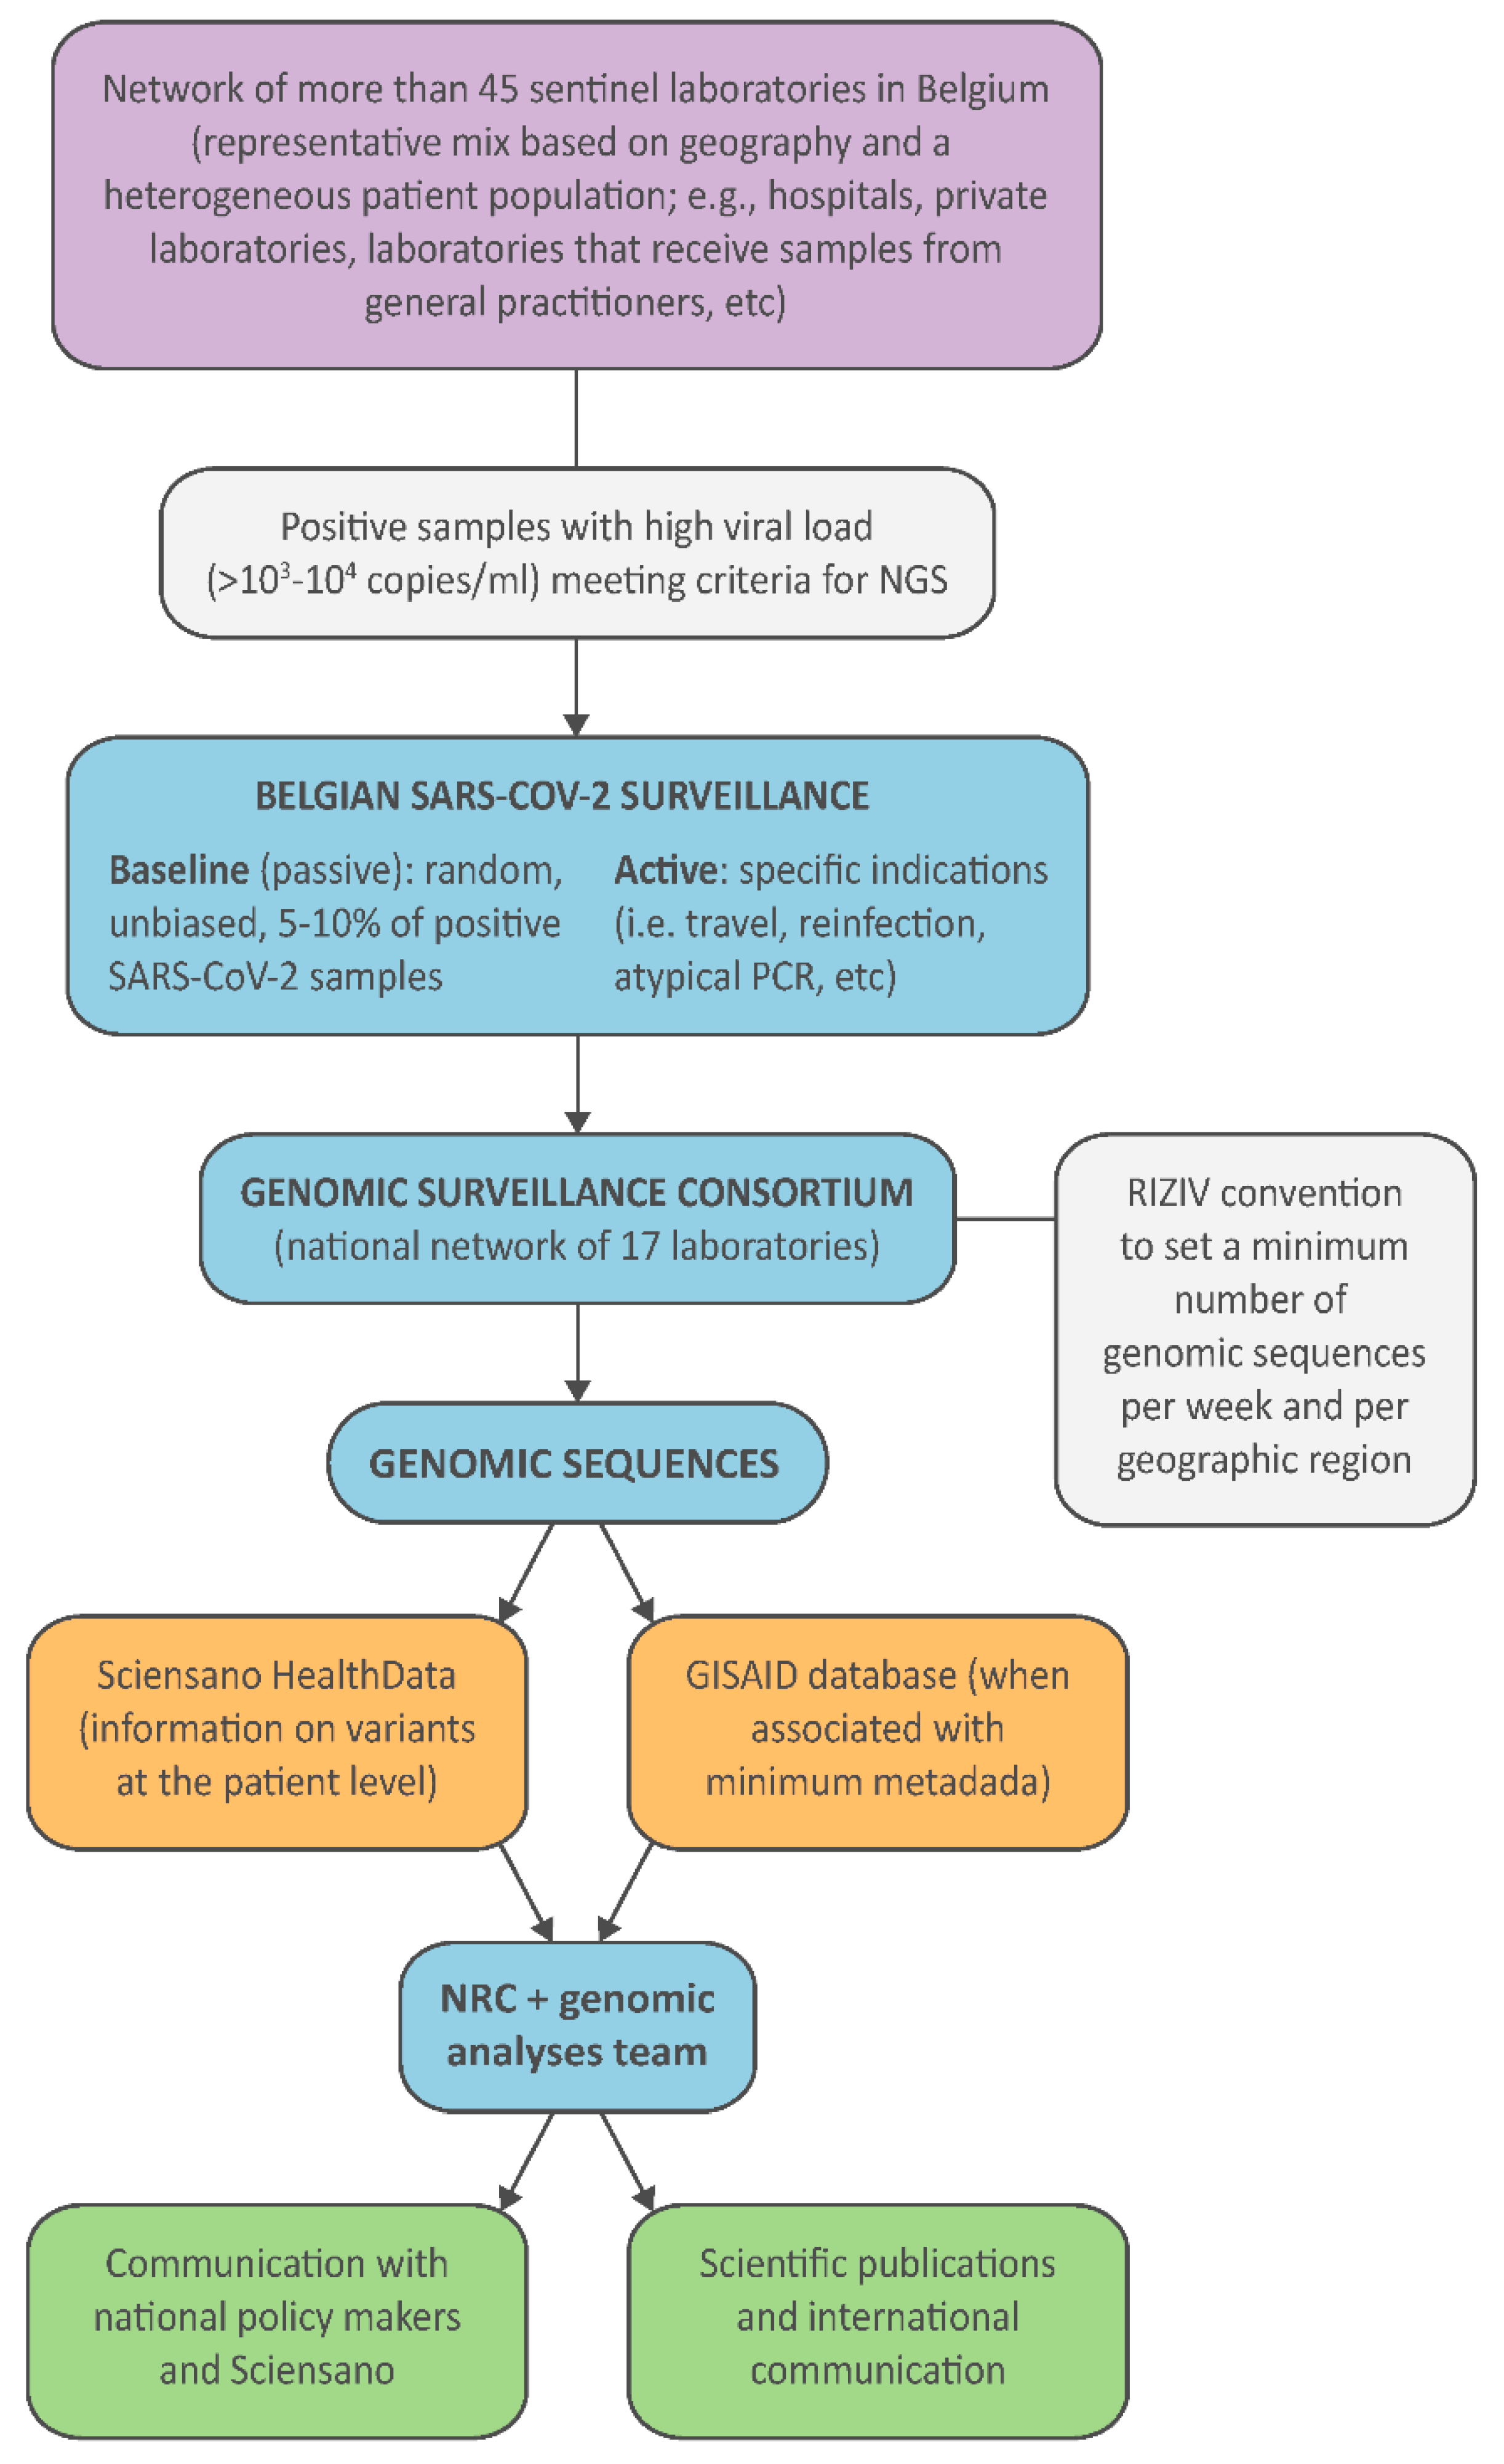 Network of more than 45 sentinel laboratories in Belgium
(representative mix based on geography and a
heterogeneous patient population; e.g., hospitals, private
laboratories, laboratories that receive samples from
general practitioners, etc)
Positive samples with high viral load
(>10³-10⁴ copies/ml) meeting criteria for NGS
BELGIAN SARS-COV-2 SURVEILLANCE
Baseline (passive): random,
unbiased, 5-10% of positive
SARS-CoV-2 samples
Active: specific indications
(i.e. travel, reinfection,
atypical PCR, etc)
GENOMIC SURVEILLANCE CONSORTIUM
(national network of 17 laboratories)
RIZIV convention
to set a minimum
number of
genomic sequences
per week and per
geographic region
GENOMIC SEQUENCES
Sciensano HealthData
(information on variants
at the patient level)
GISAID database (when
associated with
minimum metadada)
NRC + genomic
analyses team
Communication with
national policy makers
and Sciensano
Scientific publications
and international
communication